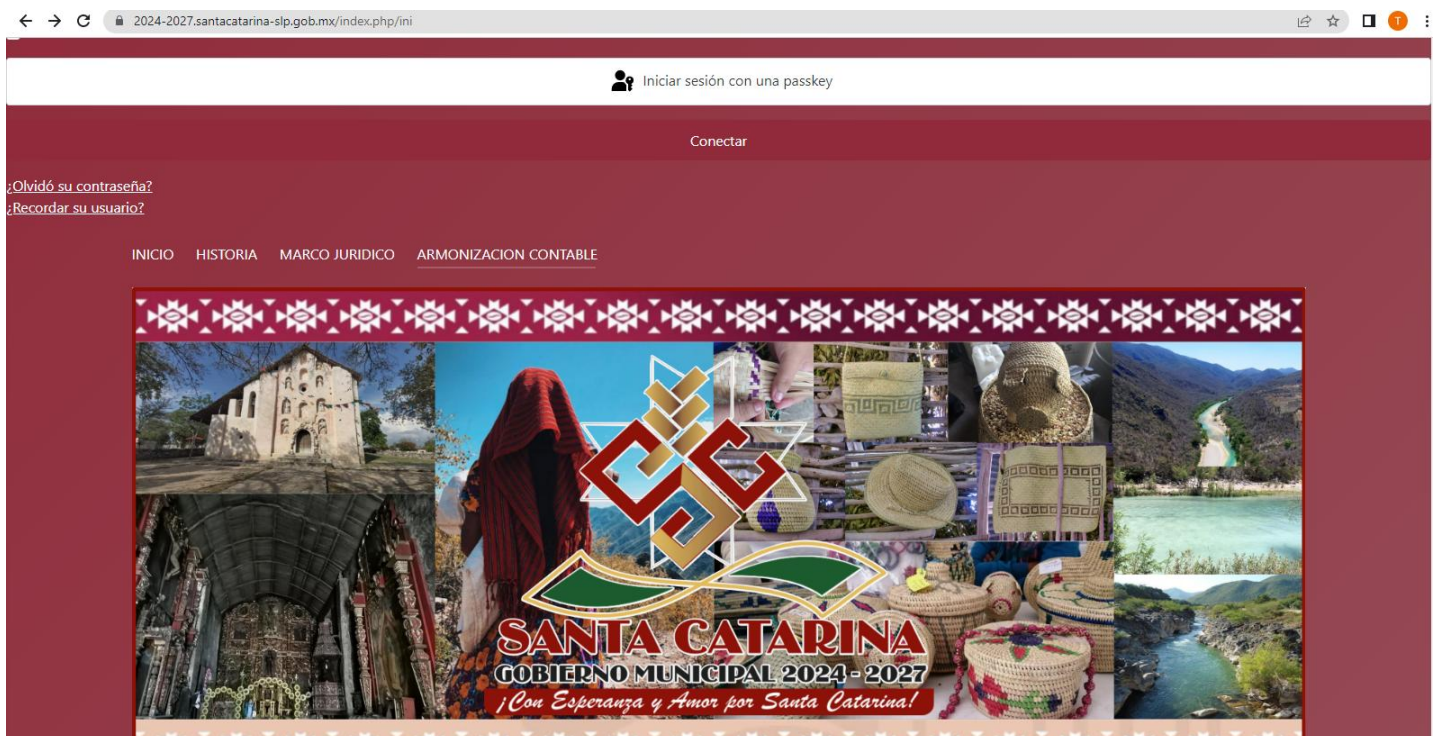 2024-2027.santacatarina-slp.gob.mx/index.php/ini
T
Iniciar sesión con una passkey
Conectar
¿Olvidó su contraseña?
¿Recordar su usuario?
INICIO HISTORIA MARCO JURIDICO ARMONIZACION CONTABLE
SANTA CATARINA
GOBIERNO MUNICIPAL 2024 - 2027
¡Con Esperanza y Amor por Santa Catarina!